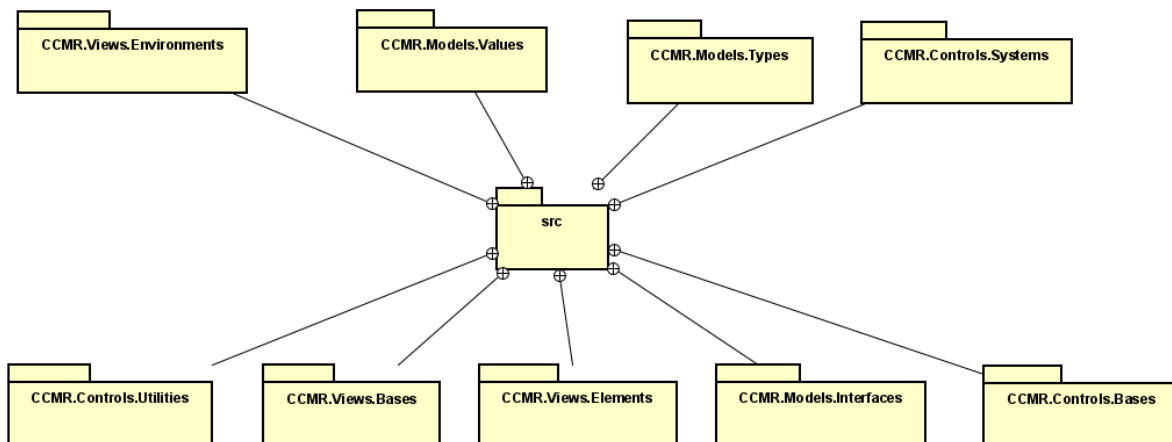 CCMR.Views.Environments
CCMR.Models.Values
CCMR.Models.Types
CCMR.Controls.Systems
src
CCMR.Controls.Utilities
CCMR.Views.Bases
CCMR.Views.Elements
CCMR.Models.Interfaces
CCMR.Controls.Bases